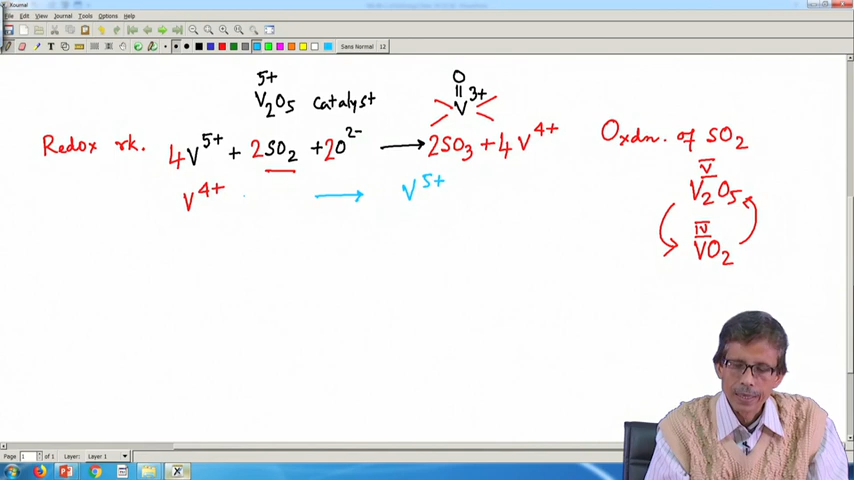 Xournal
File Edit View Journal Tools Options Help
Sans Normal 12
5+
V2O5 catalyst
O
V 3+
Redox rk. 4V5+ + 2SO2 + 2O2- → 2SO3 + 4V4+
V4+ → V5+
Oxdn. of SO2
V
V2O5
IV
VO2
Page 1 of 1 Layer: Layer 1